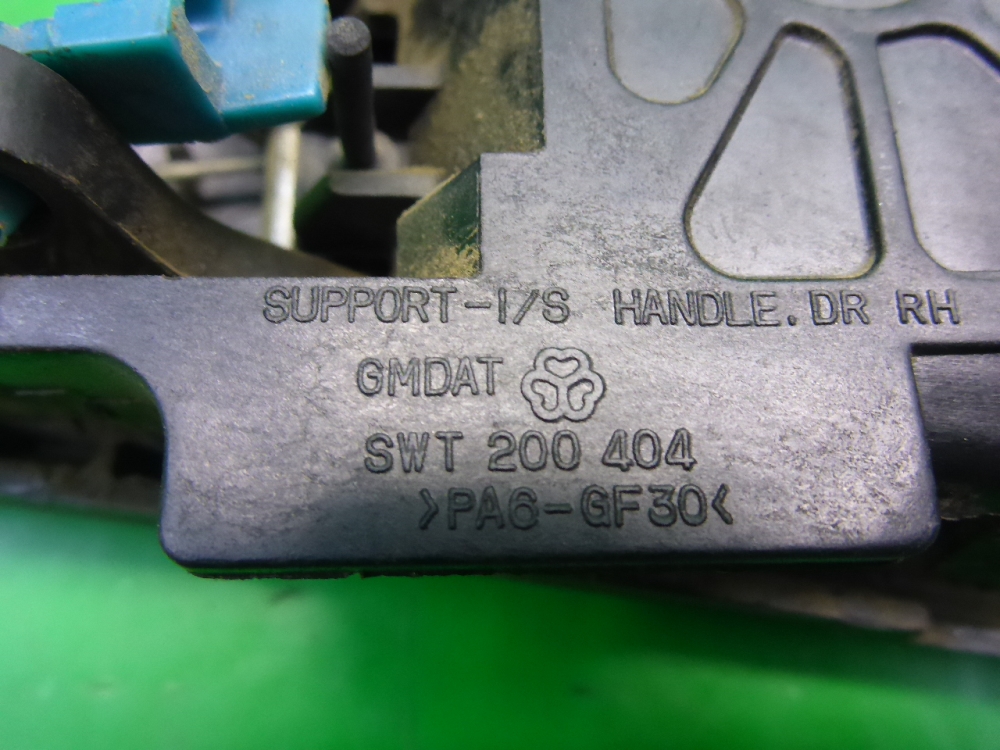 SUPPORT-I/S HANDLE.DR RH
GMDAT
SWT 200 404
>PA6-GF30<